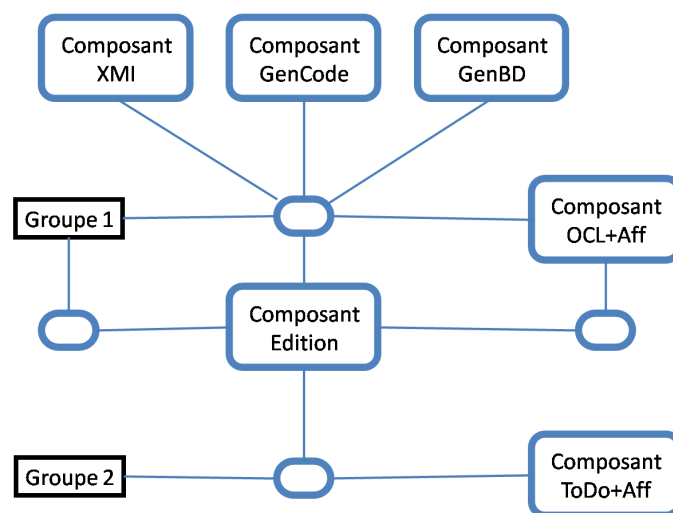 Composant
XMI
Composant
GenCode
Composant
GenBD
Groupe 1
Composant
OCL+Aff
Composant
Edition
Groupe 2
Composant
ToDo+Aff